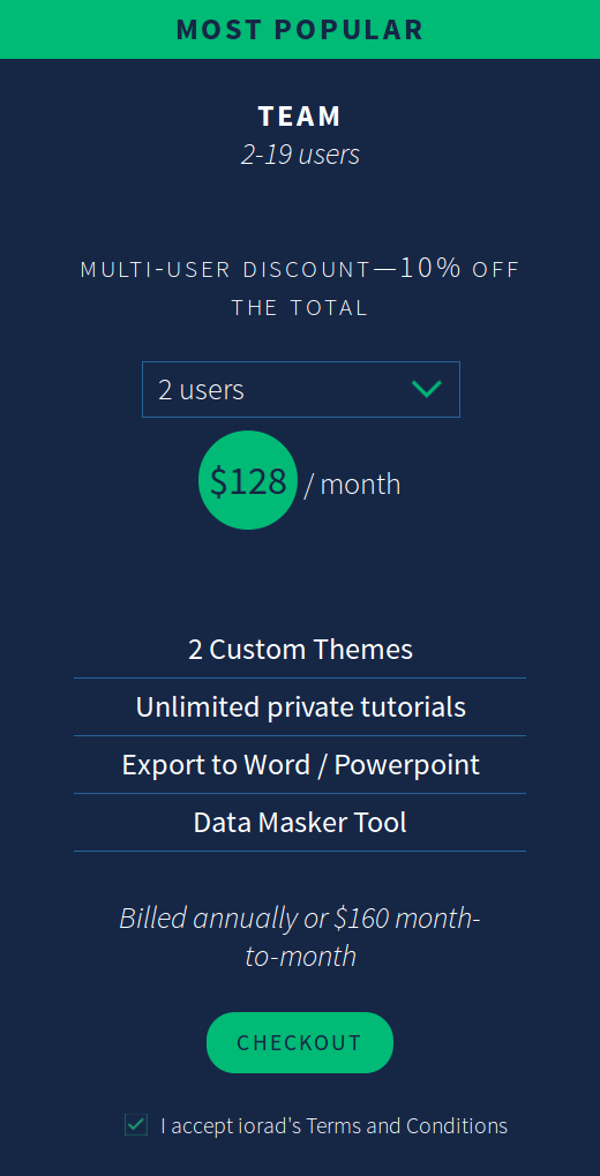 MOST POPULAR
TEAM
2-19 users
MULTI-USER DISCOUNT—10% OFF
THE TOTAL
2 users
$128 / month
2 Custom Themes
Unlimited private tutorials
Export to Word / Powerpoint
Data Masker Tool
Billed annually or $160 month-
to-month
CHECKOUT
I accept iorad's Terms and Conditions